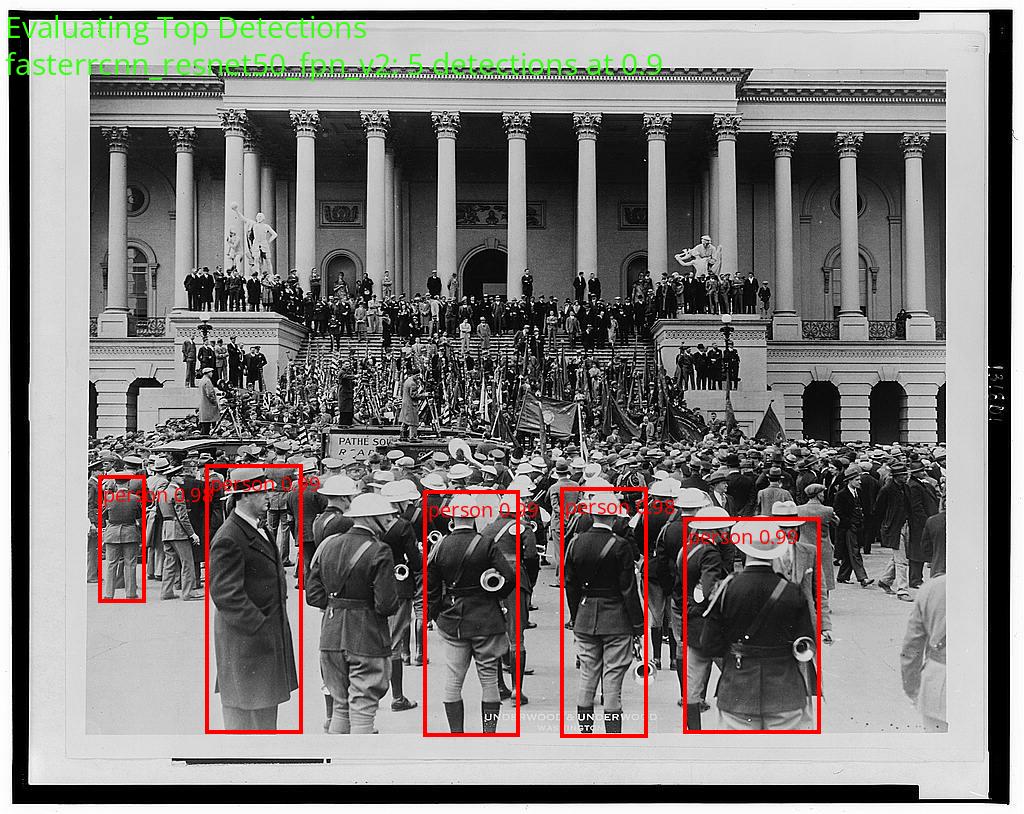 Evaluating Top Detections
fasterrcnn_resnet50_fpn_v2: 5 detections at 0.9
PATHE
person 0.98
person 0.99
person 0.99
person 0.98
person 0.99
UNDERWOOD & UNDERWOOD
WASHINGTON